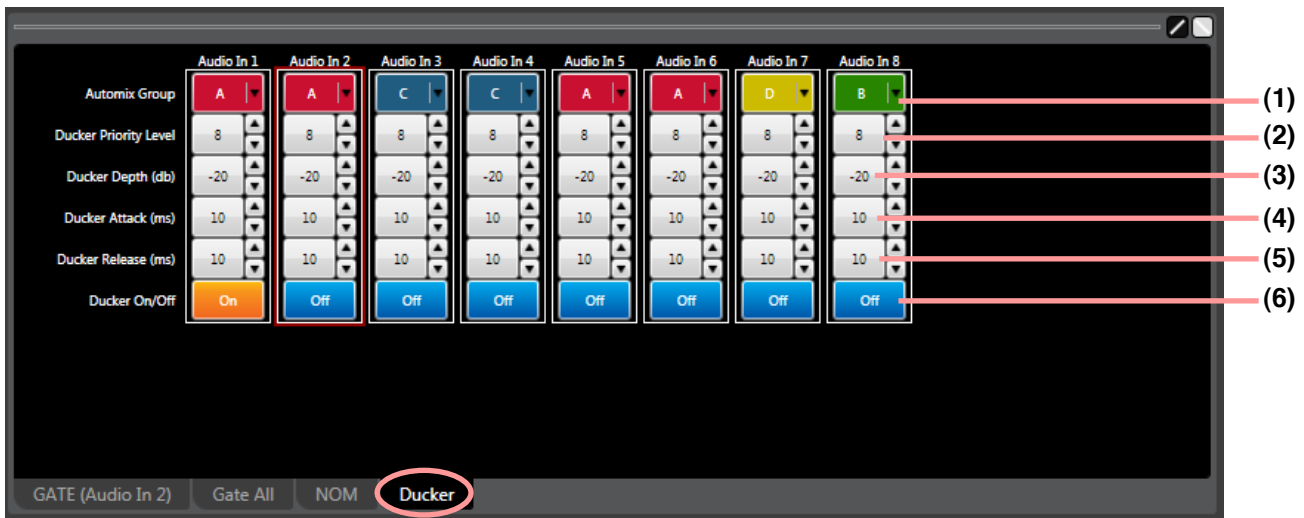 Audio In 1 Audio In 2 Audio In 3 Audio In 4 Audio In 5 Audio In 6 Audio In 7 Audio In 8
Automix Group A A C C A A D B (1)
Ducker Priority Level 8 8 8 8 8 8 8 8 (2)
Ducker Depth (db) -20 -20 -20 -20 -20 -20 -20 -20 (3)
Ducker Attack (ms) 10 10 10 10 10 10 10 10 (4)
Ducker Release (ms) 10 10 10 10 10 10 10 10 (5)
Ducker On/Off On Off Off Off Off Off Off Off (6)
GATE (Audio In 2) Gate All NOM Ducker